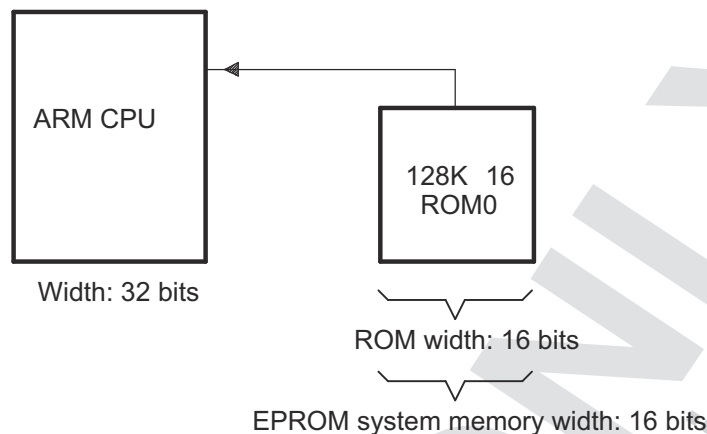 ARM CPU
128K 16
ROM0
Width: 32 bits
ROM width: 16 bits
EPROM system memory width: 16 bits